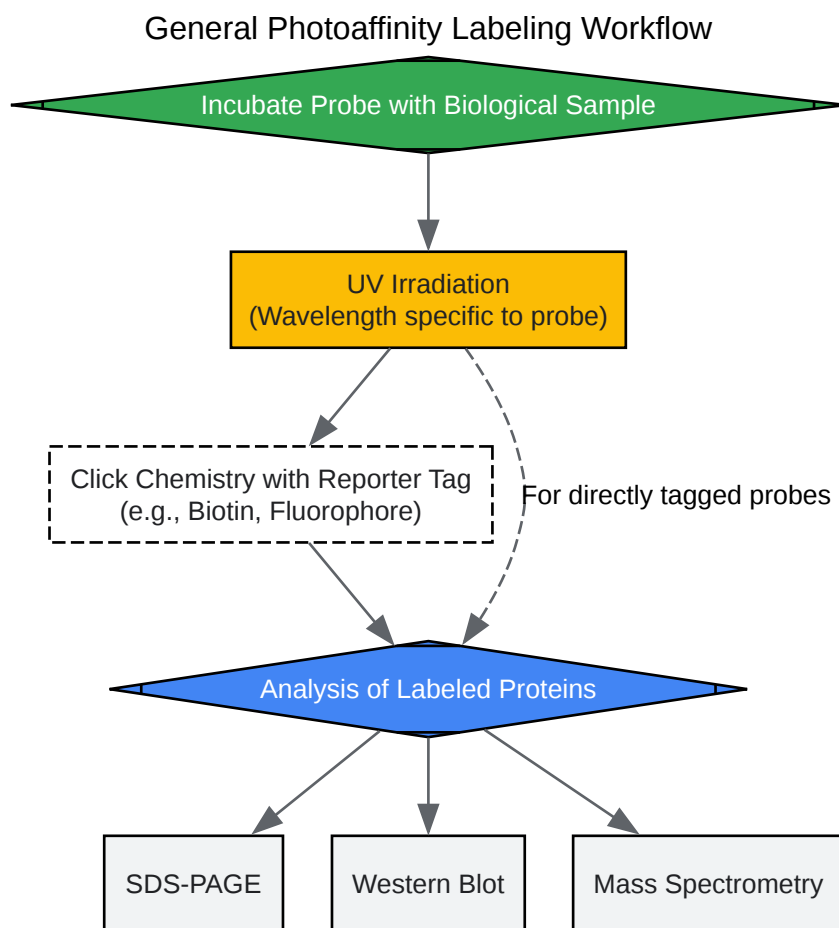 General Photoaffinity Labeling Workflow
Incubate Probe with Biological Sample
UV Irradiation
(Wavelength specific to probe)
Click Chemistry with Reporter Tag
(e.g., Biotin, Fluorophore)
For directly tagged probes
Analysis of Labeled Proteins
SDS-PAGE
Western Blot
Mass Spectrometry